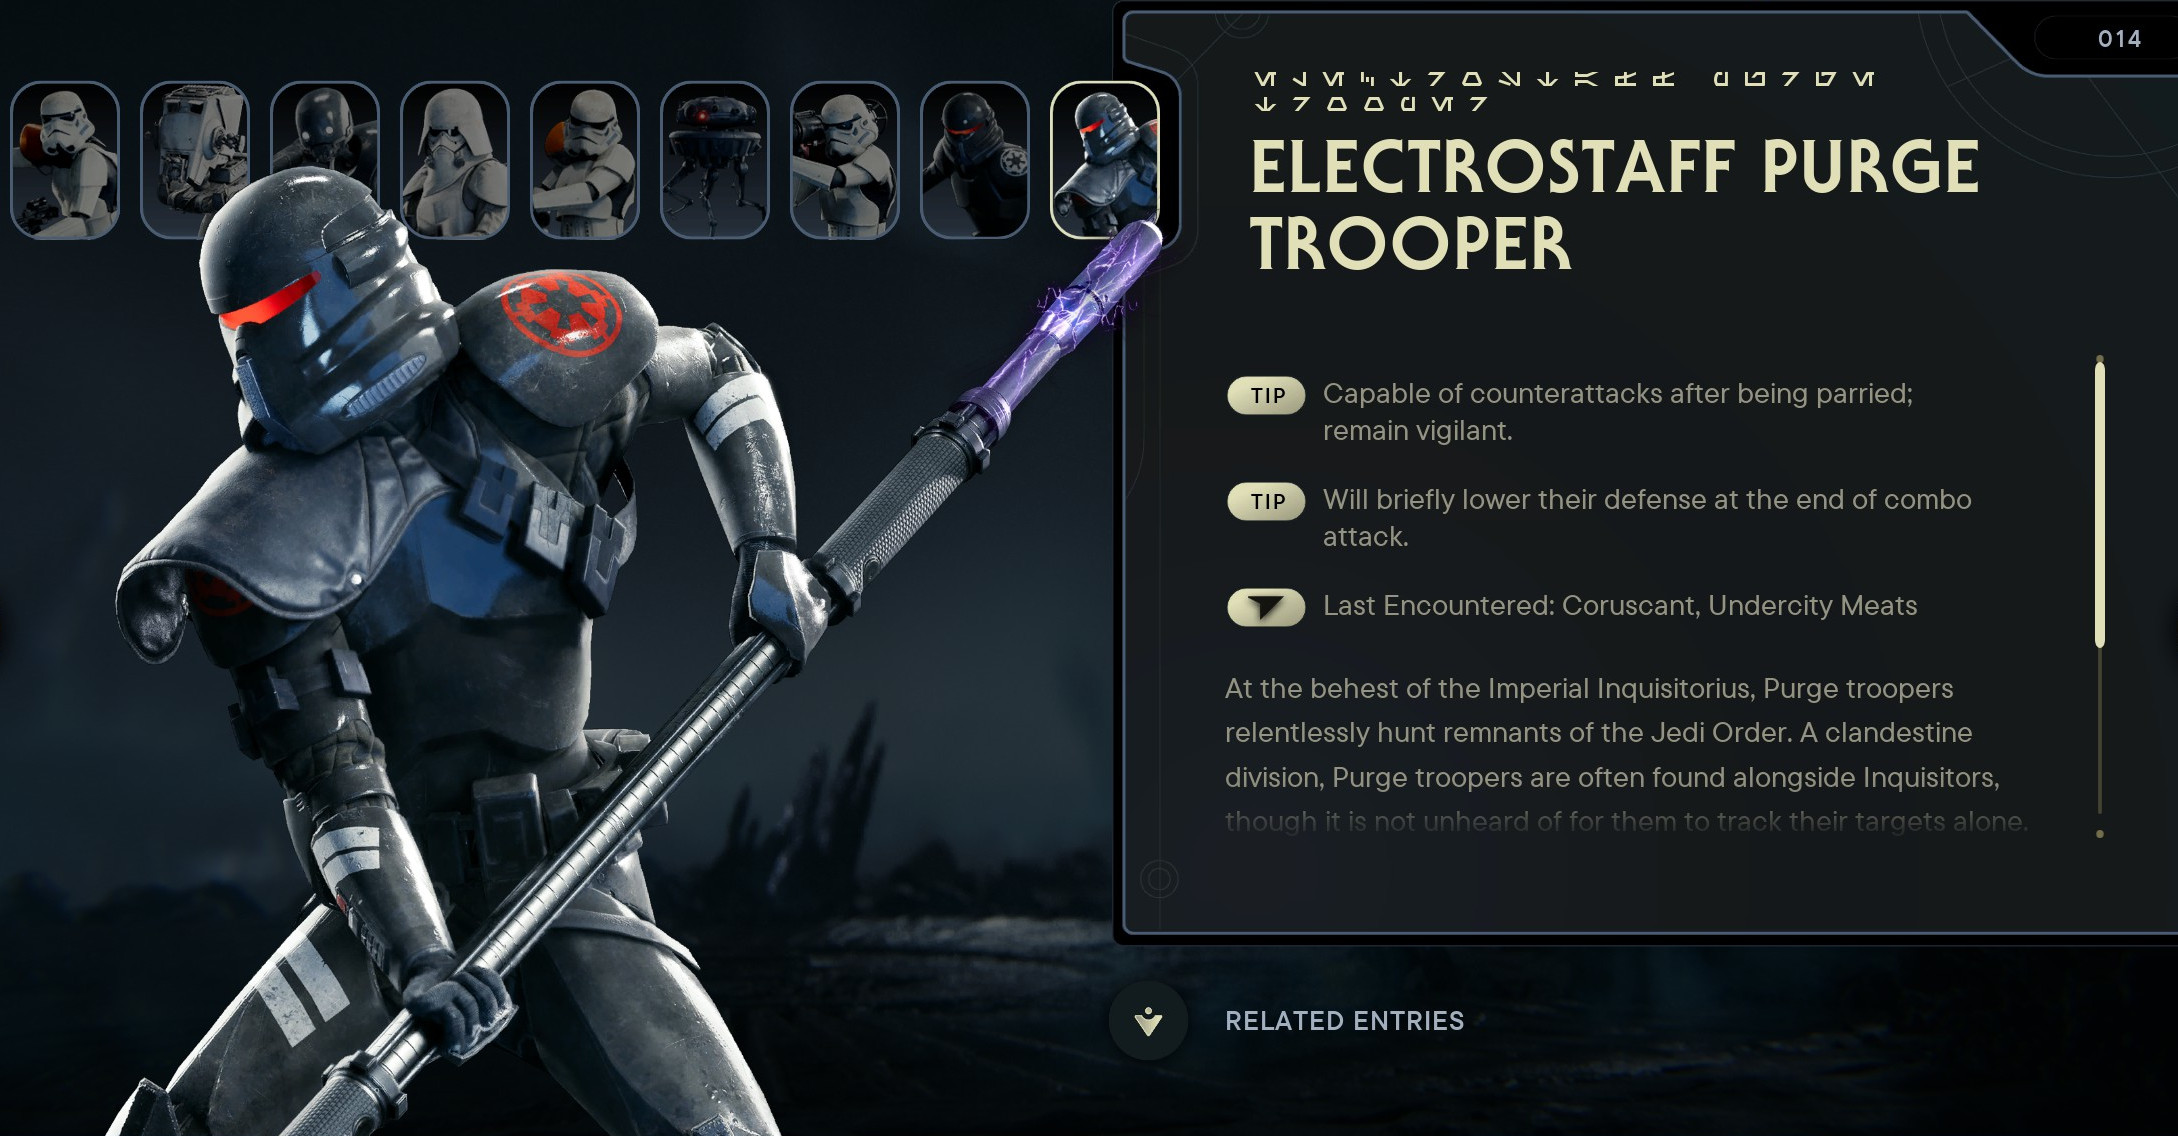 014
ELECTROSTAFF PURGE
TROOPER
TIP Capable of counterattacks after being parried;
remain vigilant.
TIP Will briefly lower their defense at the end of combo
attack.
Last Encountered: Coruscant, Undercity Meats
At the behest of the Imperial Inquisitorius, Purge troopers
relentlessly hunt remnants of the Jedi Order. A clandestine
division, Purge troopers are often found alongside Inquisitors,
though it is not unheard of for them to track their targets alone.
RELATED ENTRIES